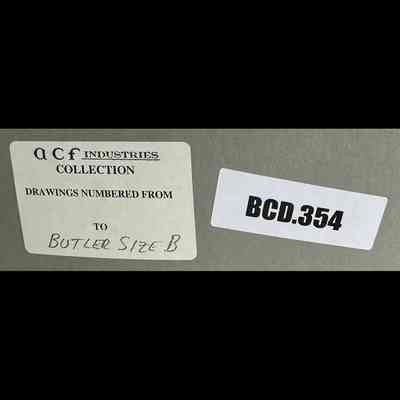 acf INDUSTRIES
COLLECTION
DRAWINGS NUMBERED FROM
TO
BUTLER SIZE B
BCD.354